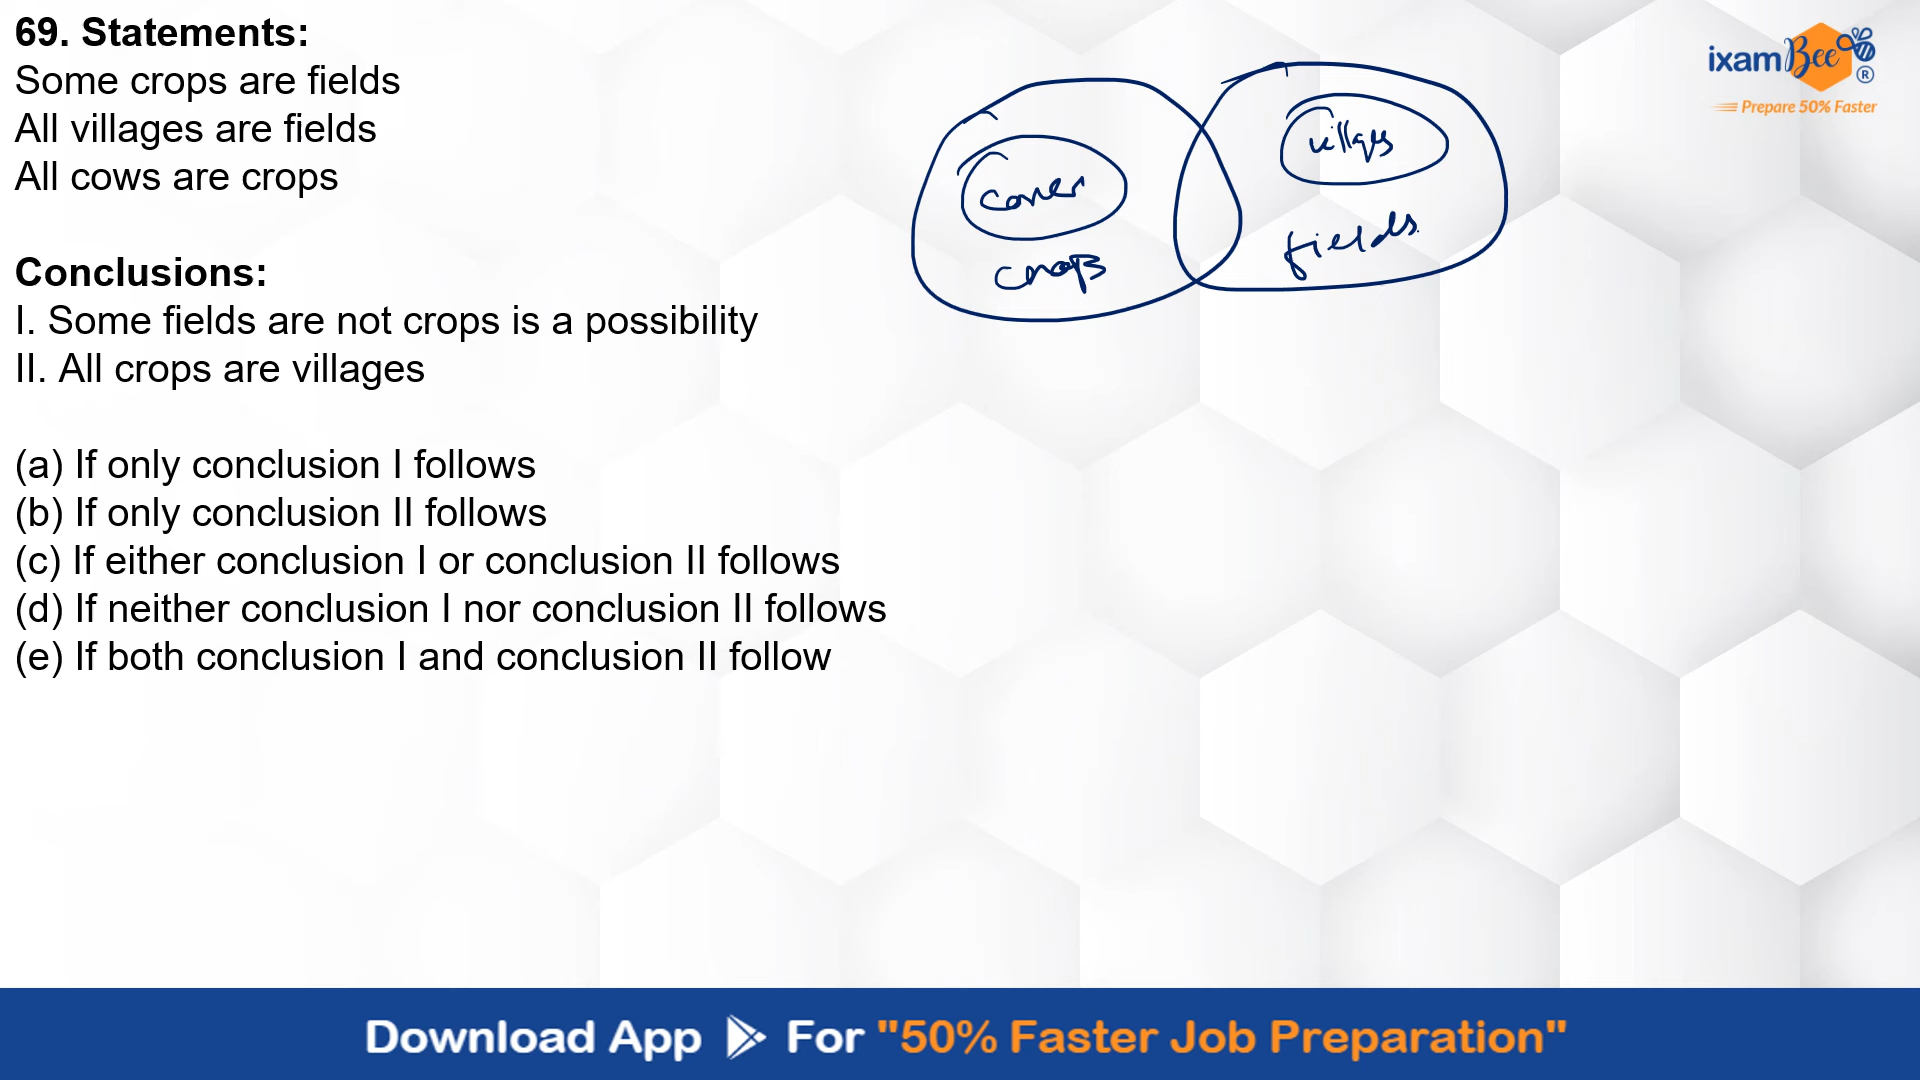 69. Statements:
Some crops are fields
All villages are fields
All cows are crops
Conclusions:
I. Some fields are not crops is a possibility
II. All crops are villages
(a) If only conclusion I follows
(b) If only conclusion II follows
(c) If either conclusion I or conclusion II follows
(d) If neither conclusion I nor conclusion II follows
(e) If both conclusion I and conclusion II follow
crops
villages
fields
ixamBee
®
Prepare 50% Faster
Download App For "50% Faster Job Preparation"